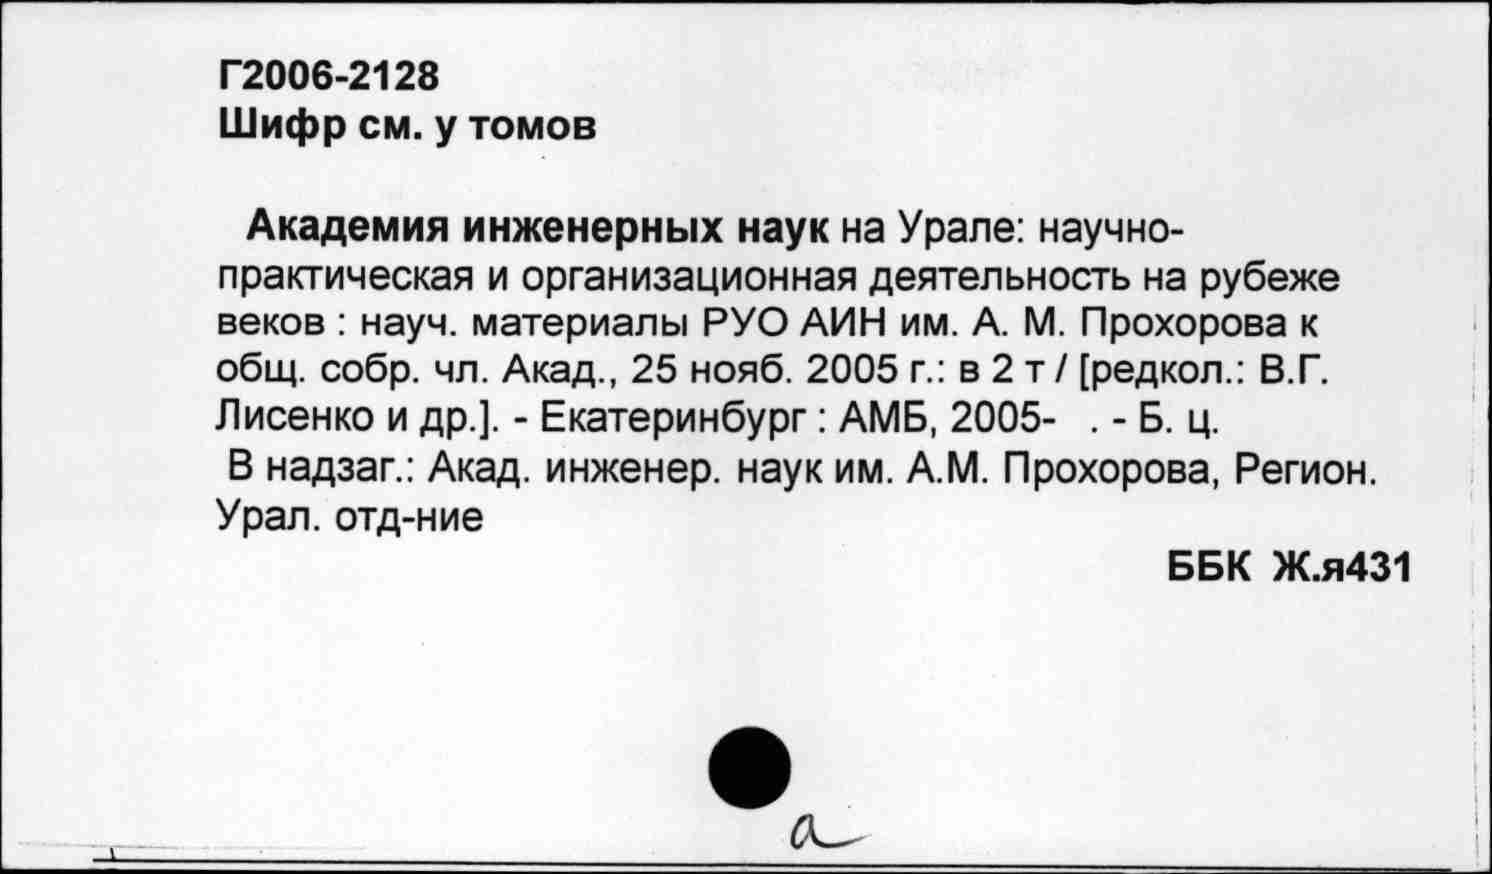 Г2006-2128
Шифр см. у томов
Академия инженерных наук на Урале: научно-
практическая и организационная деятельность на рубеже
веков : науч. материалы РУО АИН им. А. М. Прохорова к
общ. собр. чл. Акад., 25 нояб. 2005 г.: в 2 т / [редкол.: В.Г.
Лисенко и др.]. - Екатеринбург : АМБ, 2005- . - Б. ц.
В надзаг.: Акад. инженер. наук им. А.М. Прохорова, Регион.
Урал. отд-ние
ББК Ж.я431
а